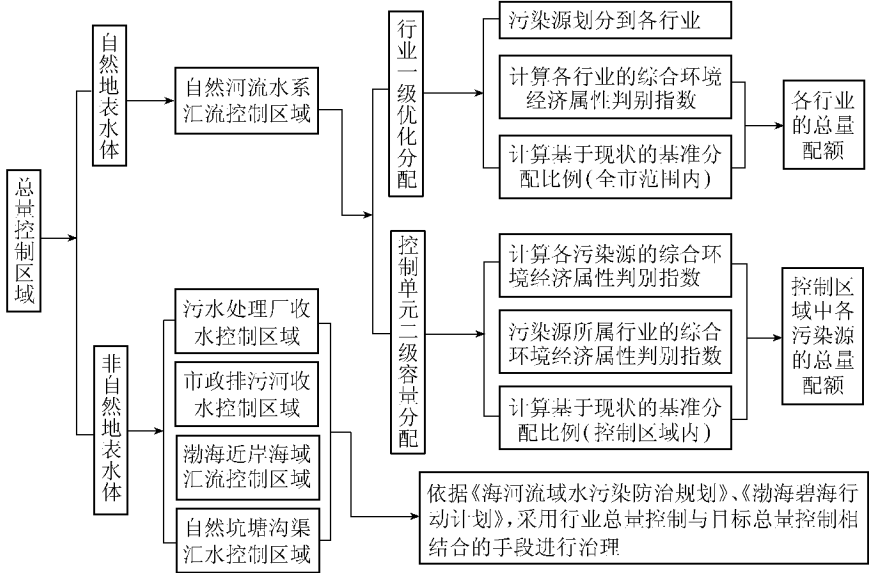 总量控制区域
自然地表水体
自然河流水系
汇流控制区域
行业一级优化分配
污染源划分到各行业
计算各行业的综合环境
经济属性判别指数
计算基于现状的基准分
配比例(全市范围内)
各行业
的总量
配额
控制单元二级容量分配
计算各污染源的综合环
境经济属性判别指数
污染源所属行业的综合
环境经济属性判别指数
计算基于现状的基准分
配比例(控制区域内)
控制区
域中各
污染源
的总量
配额
非自然地表水体
污水处理厂收
水控制区域
市政排污河收
水控制区域
渤海近岸海域
汇流控制区域
自然坑塘沟渠
汇水控制区域
依据《海河流域水污染防治规划》、《渤海碧海行
动计划》,采用行业总量控制与目标总量控制相
结合的手段进行治理